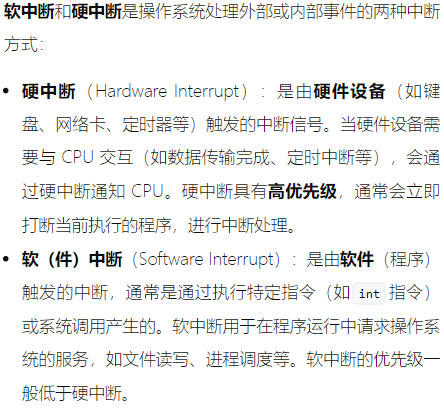 软中断和硬中断是操作系统处理外部或内部事件的两种中断
方式：
• 硬中断（Hardware Interrupt）：是由硬件设备（如键
盘、网络卡、定时器等）触发的中断信号。当硬件设备需
要与 CPU 交互（如数据传输完成、定时中断等），会通
过硬中断通知 CPU。硬中断具有高优先级，通常会立即
打断当前执行的程序，进行中断处理。
• 软（件）中断（Software Interrupt）：是由软件（程序）
触发的中断，通常是通过执行特定指令（如 int 指令）
或系统调用产生的。软中断用于在程序运行中请求操作系
统的服务，如文件读写、进程调度等。软中断的优先级一
般低于硬中断。